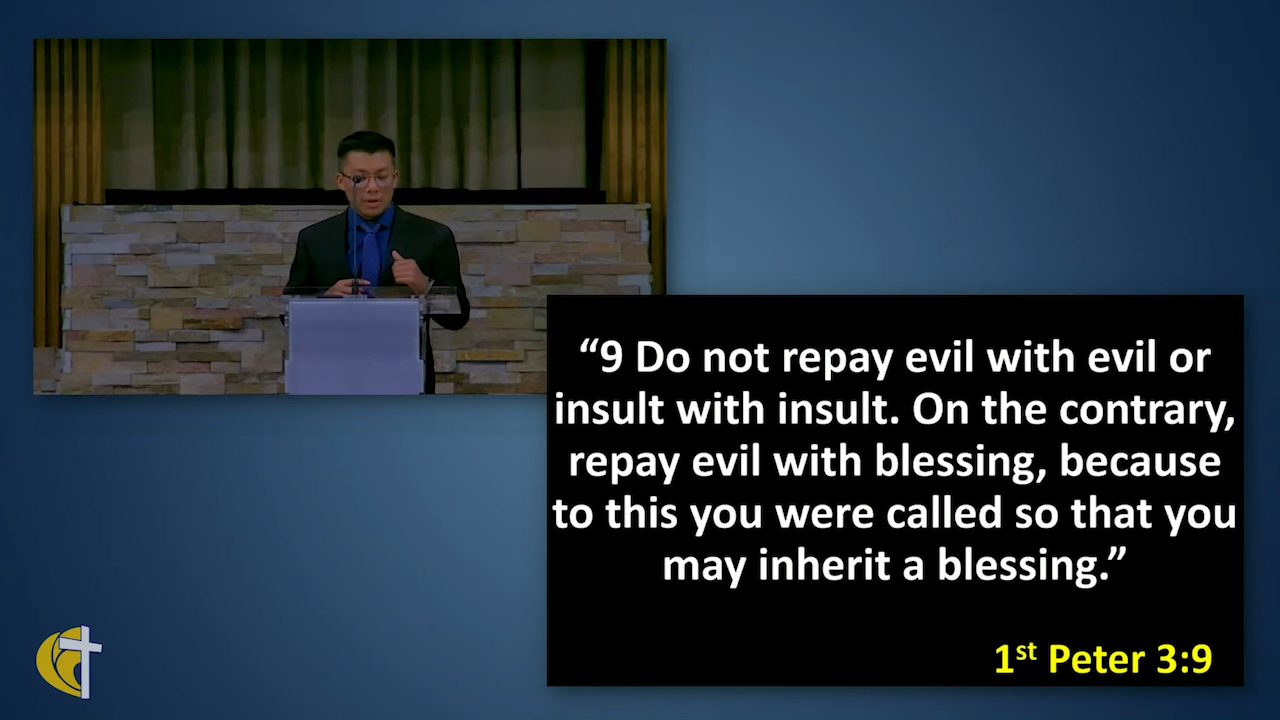 “9 Do not repay evil with evil or
insult with insult. On the contrary,
repay evil with blessing, because
to this you were called so that you
may inherit a blessing.”
1st Peter 3:9